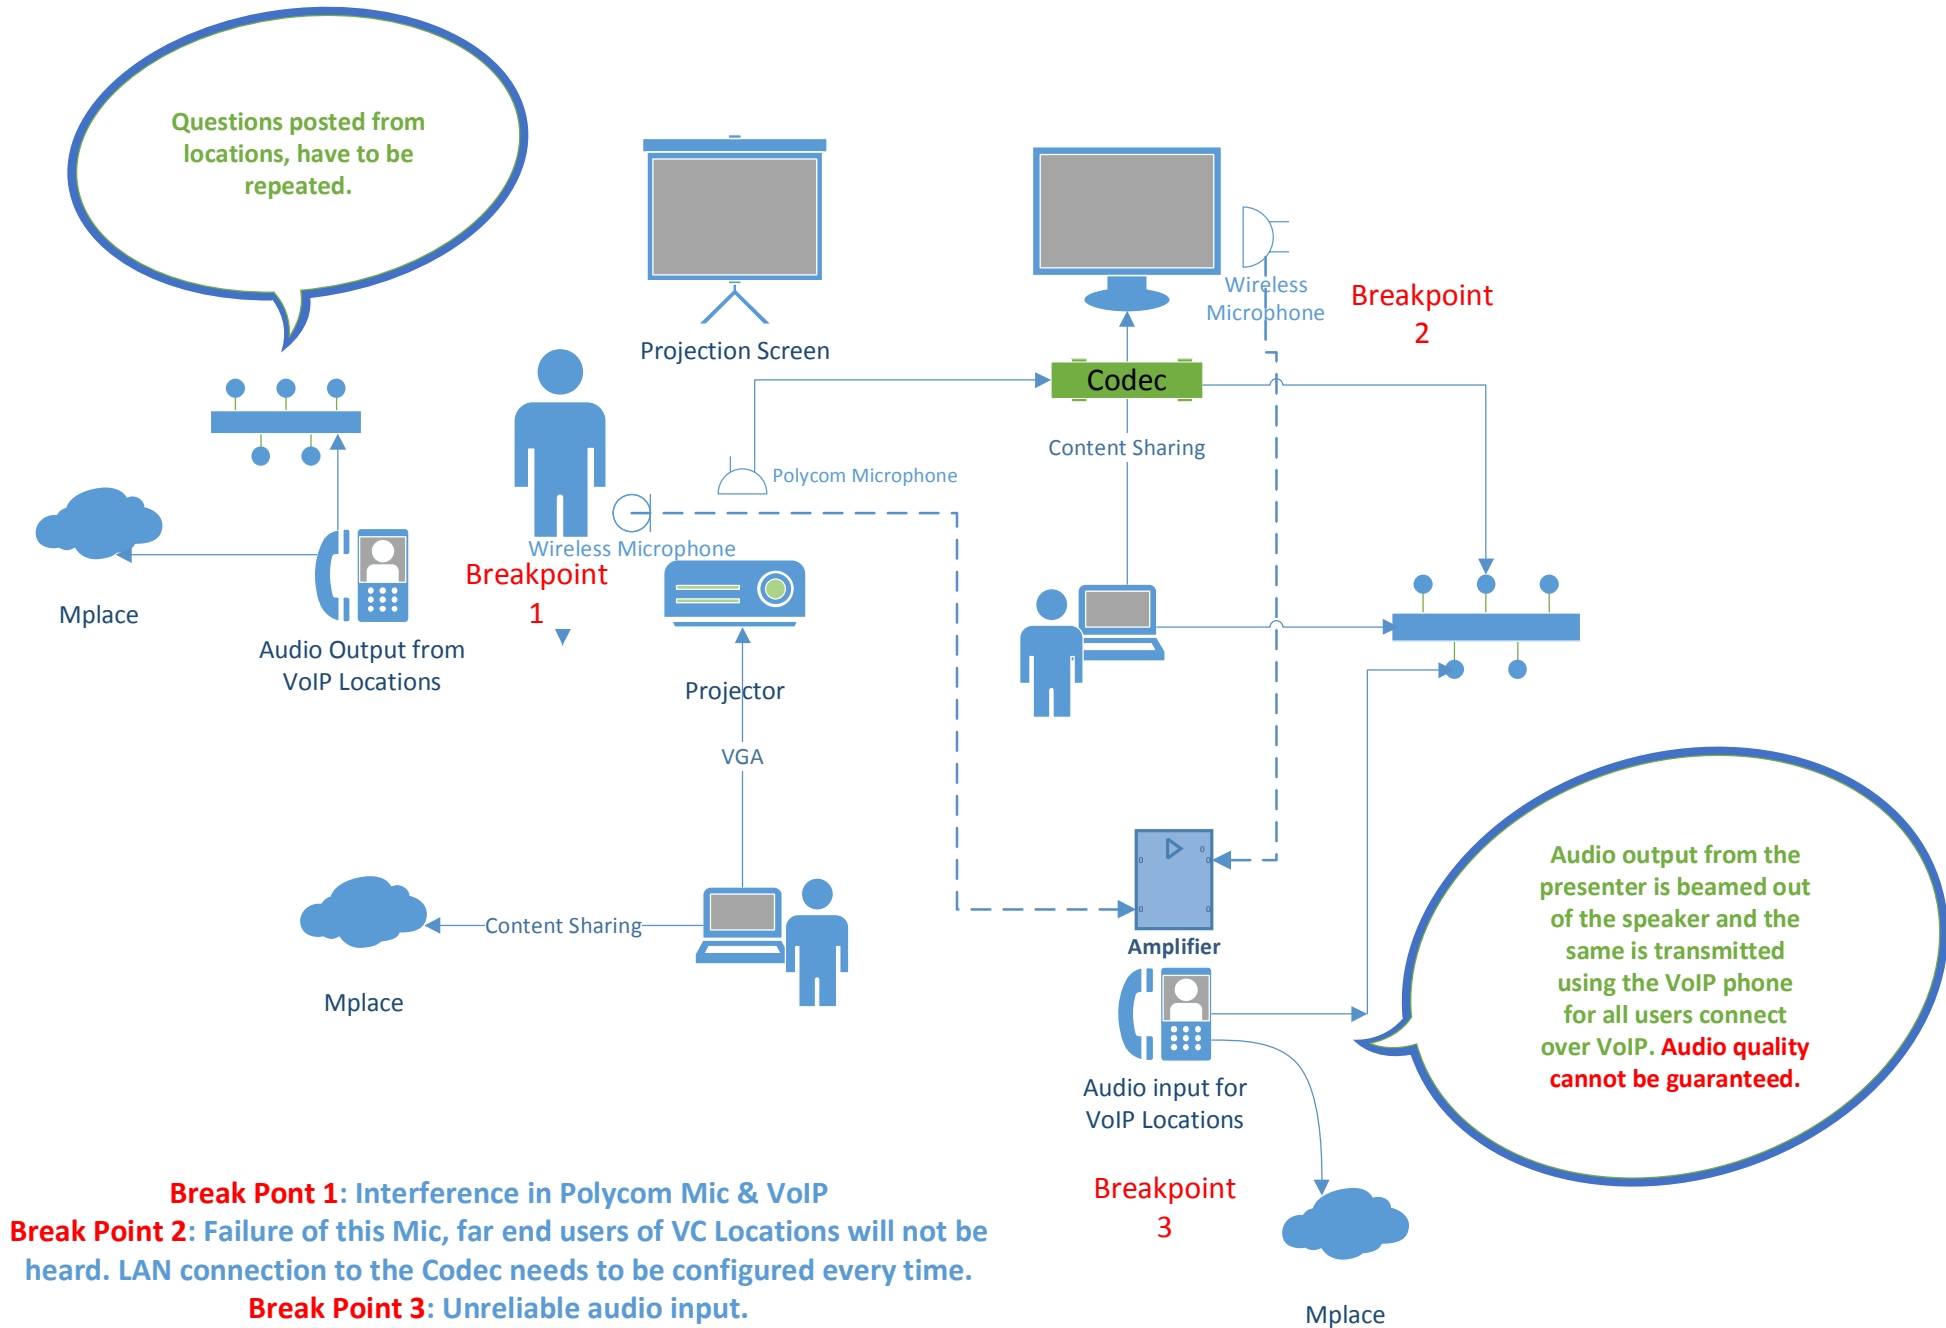 Questions posted from
locations, have to be
repeated.
Projection Screen
Wireless
Microphone
Breakpoint
2
Codec
Content Sharing
Polycom Microphone
Wireless Microphone
Breakpoint
1
Mplace
Audio Output from
VoIP Locations
Projector
VGA
Content Sharing
Mplace
Amplifier
0
0
0
0
0
Audio input for
VoIP Locations
Breakpoint
3
Mplace
Audio output from the
presenter is beamed out
of the speaker and the
same is transmitted
using the VoIP phone
for all users connect
over VoIP. Audio quality
cannot be guaranteed.
Break Pont 1: Interference in Polycom Mic & VoIP
Break Point 2: Failure of this Mic, far end users of VC Locations will not be
heard. LAN connection to the Codec needs to be configured every time.
Break Point 3: Unreliable audio input.